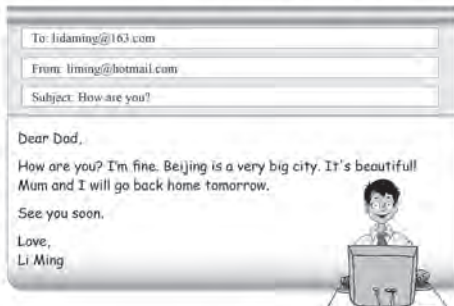 To: lidaming@163.com
From: liming@hotmail.com
Subject: How are you?
Dear Dad,
How are you? I'm fine. Beijing is a very big city. It's beautiful!
Mum and I will go back home tomorrow.
See you soon.
Love,
Li Ming